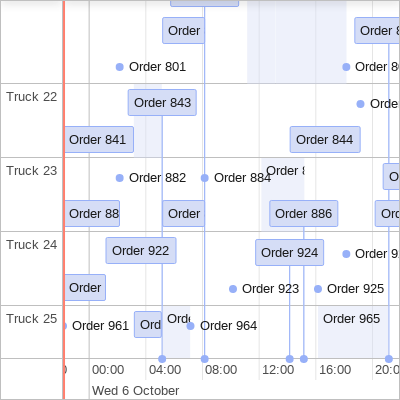 Order
Order 8
Order 801
Order 80
Truck 22
Order 843
Orde
Order 841
Order 844
Truck 23
Order 8
Order 882
Order 884
O
Order 88
Order
Order 886
Ord
Truck 24
Order 922
Order 924
Order 9
Order
Order 923
Order 925
Truck 25
Order 961
Ord
Orde
Order 964
Order 965
00:00
04:00
08:00
12:00
16:00
20:0
Wed 6 October